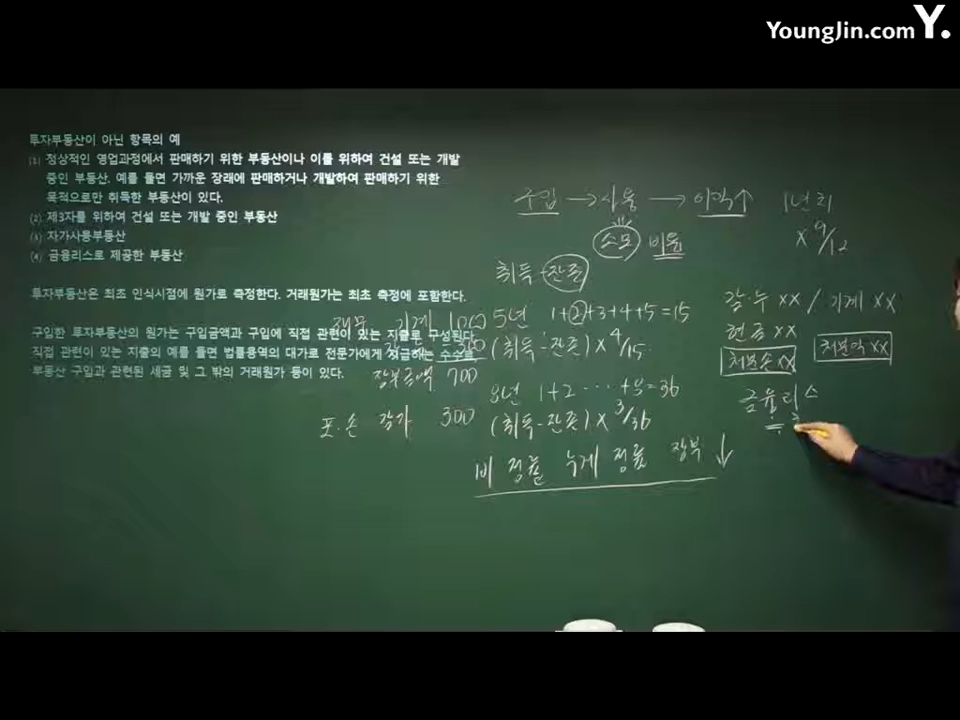 YoungJin.com Y.
투자부동산이 아닌 항목의 예
(1) 정상적인 영업과정에서 판매하기 위한 부동산이나 이를 위하여 건설 또는 개발
중인 부동산, 예를 들면 가까운 장래에 판매하거나 개발하여 판매하기 위한
목적으로만 취득한 부동산이 있다.
(2) 제3자를 위하여 건설 또는 개발 중인 부동산
(3) 자가사용부동산
(4) 금융리스로 제공한 부동산
투자부동산은 최초 인식시점에 원가로 측정한다. 거래원가는 최초 측정에 포함한다.
구입한 투자부동산의 원가는 구입금액과 구입에 직접 관련이 있는 지출로 구성된다.
직접 관련이 있는 지출의 예를 들면 법률용역의 대가로 전문가에게 지급하는 수수료,
부동산 구입과 관련된 세금 및 그 밖의 거래원가 등이 있다.
기계
장부금액 700
포·손 감가 300
구입 → 사용 → 이익↑
소모 비율
취득-잔존
5년 1+2+3+4+5=15
(취득-잔존) × 4/15
8년 1+2 ... +8=36
(취득-잔존) × 3/36
비 정률 누계 정률 장부 ↓
× 9/12
감·누 xx / 기계 xx
현금 xx
처분손 xx 처분익 xx
금융리스